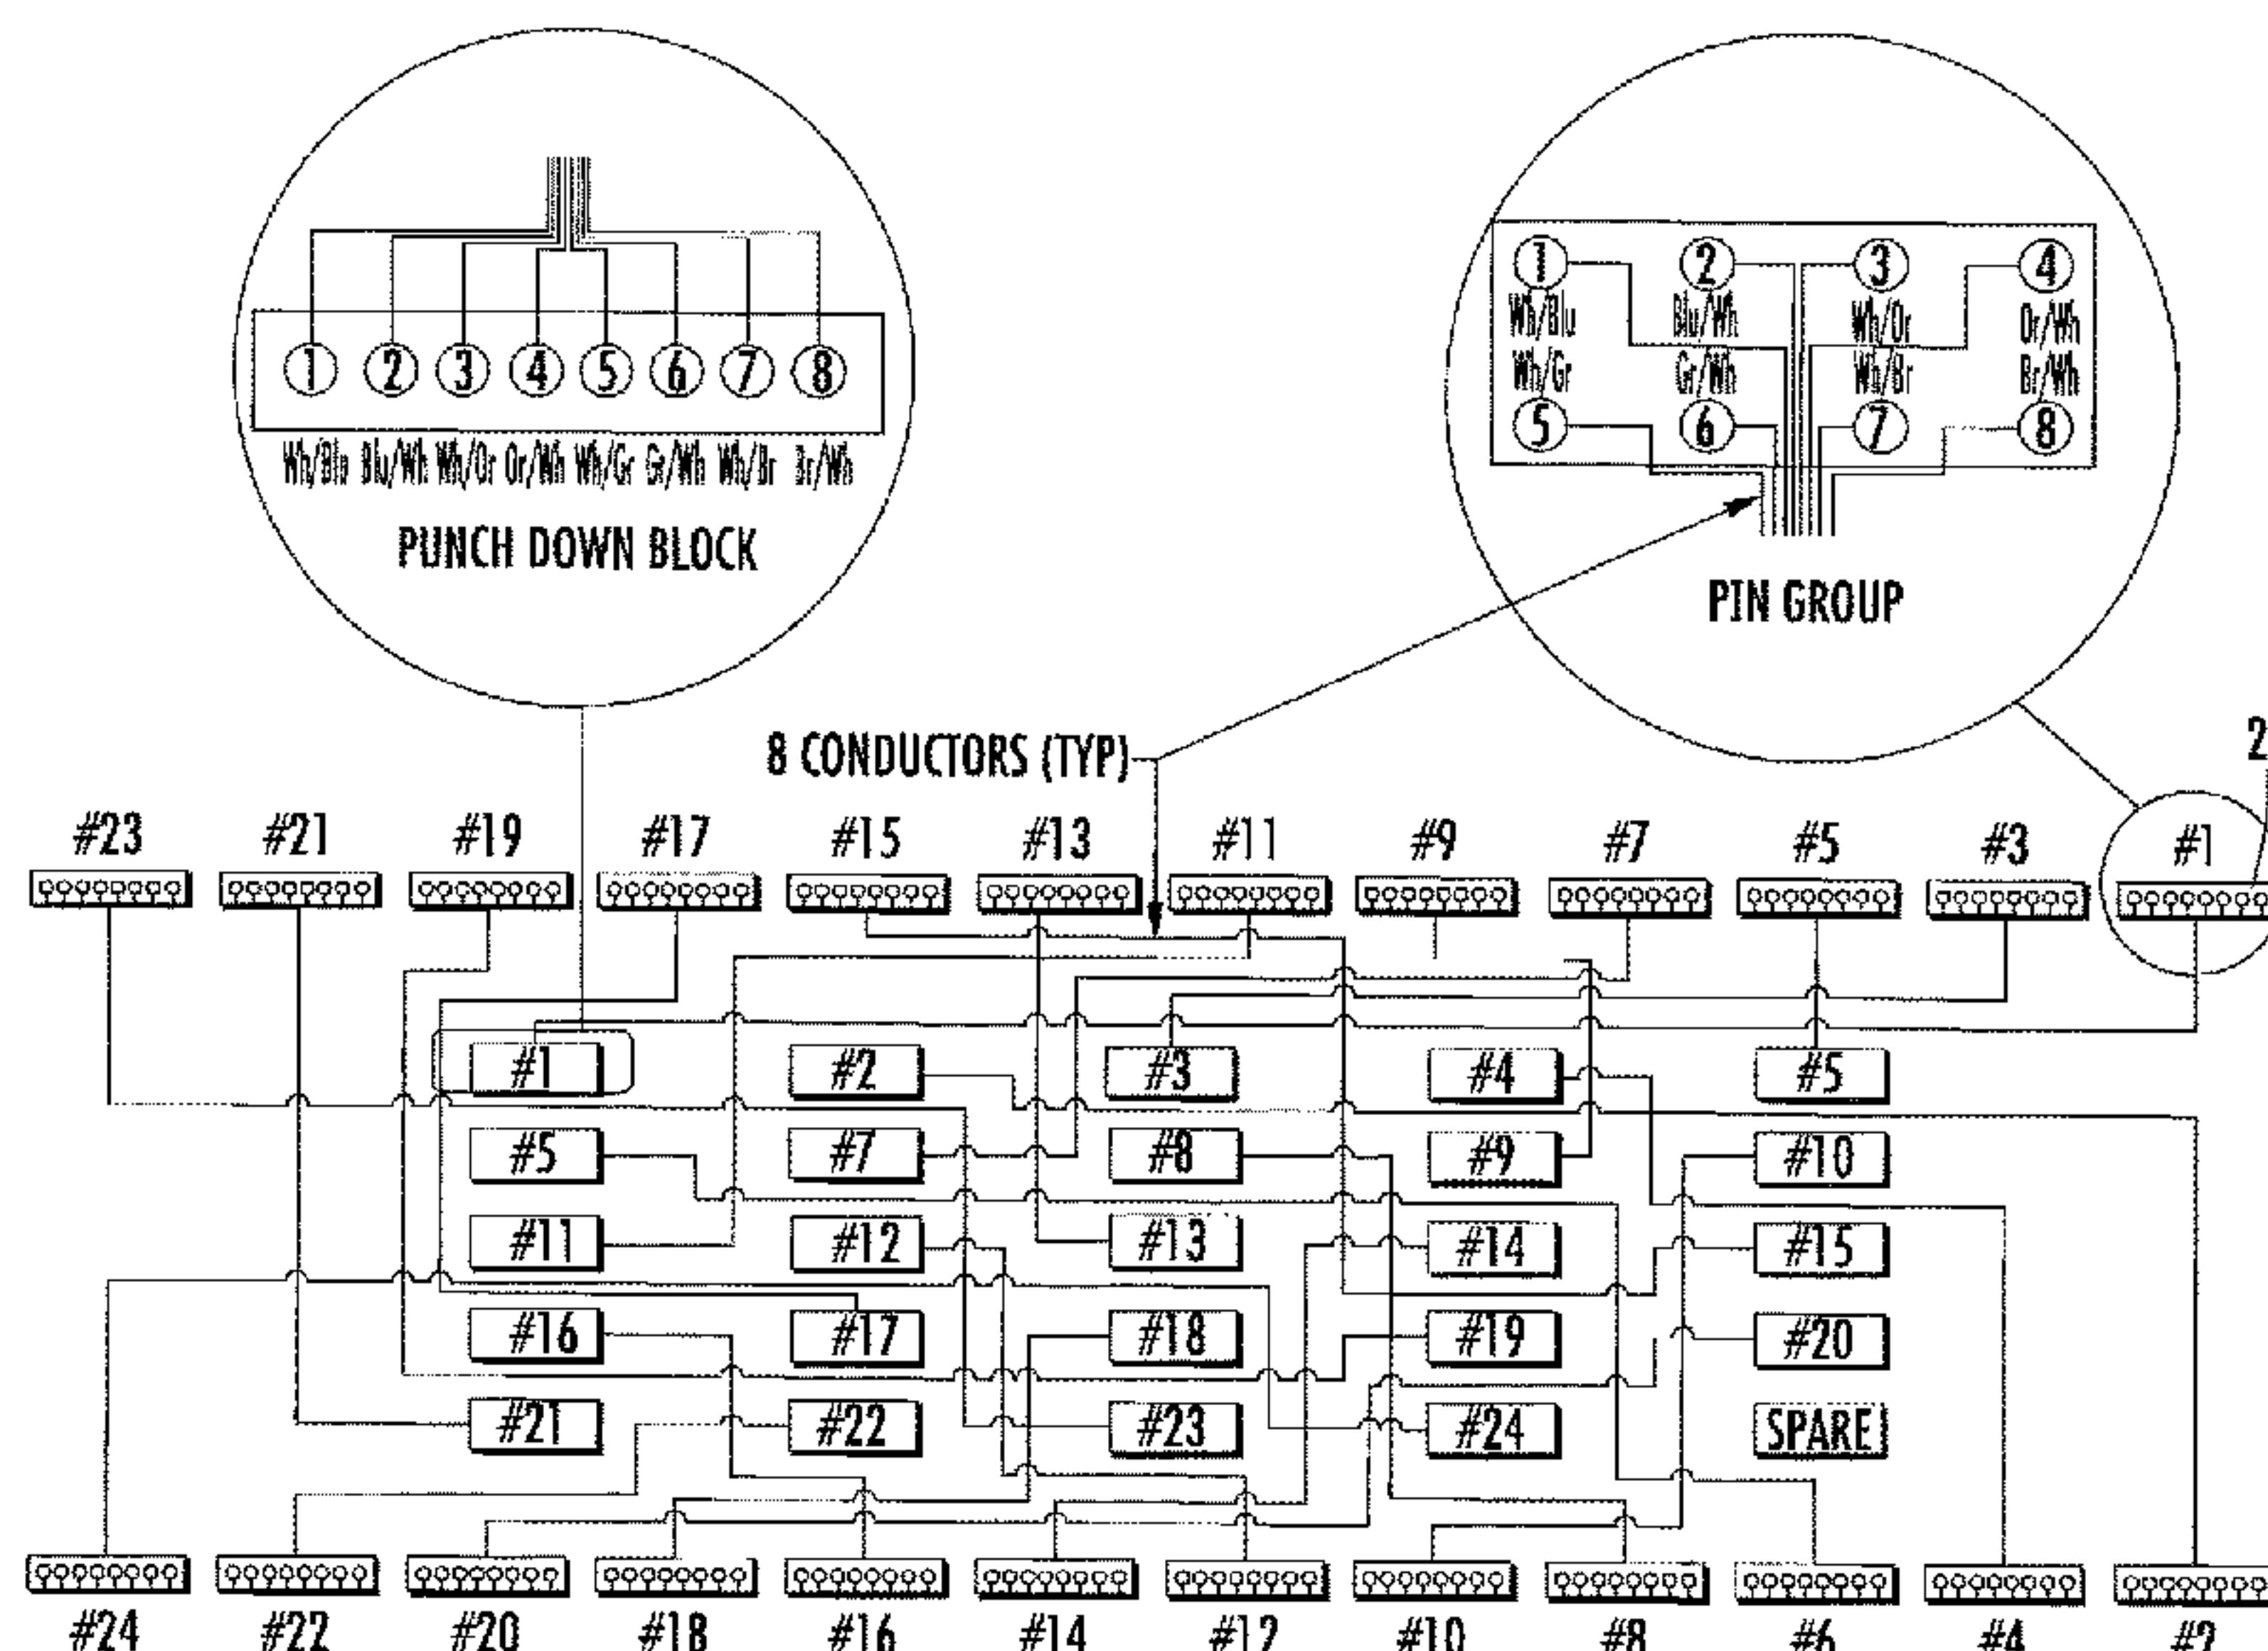 1 2 3 4
Wh/Blu Blu/Wh Wh/Or Or/Wh
1 2 3 4 5 6 7 8
Wh/Gr Gr/Wh Wh/Br Br/Wh
5 6 7 8
Wh/Blu Blu/Wh Wh/Or Or/Wh Wh/Gr Gr/Wh Wh/Br Br/Wh
PUNCH DOWN BLOCK
PIN GROUP
8 CONDUCTORS (TYP)
2
#23 #21 #19 #17 #15 #13 #11 #9 #7 #5 #3 #1
#1 #2 #3 #4 #5
#5 #7 #8 #9 #10
#11 #12 #13 #14 #15
#16 #17 #18 #19 #20
#21 #22 #23 #24 SPARE
#24 #22 #20 #18 #16 #14 #12 #10 #8 #6 #4 #2